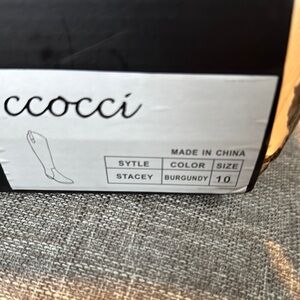 ccocci
MADE IN CHINA
SYTLE COLOR SIZE
STACEY BURGUNDY 10